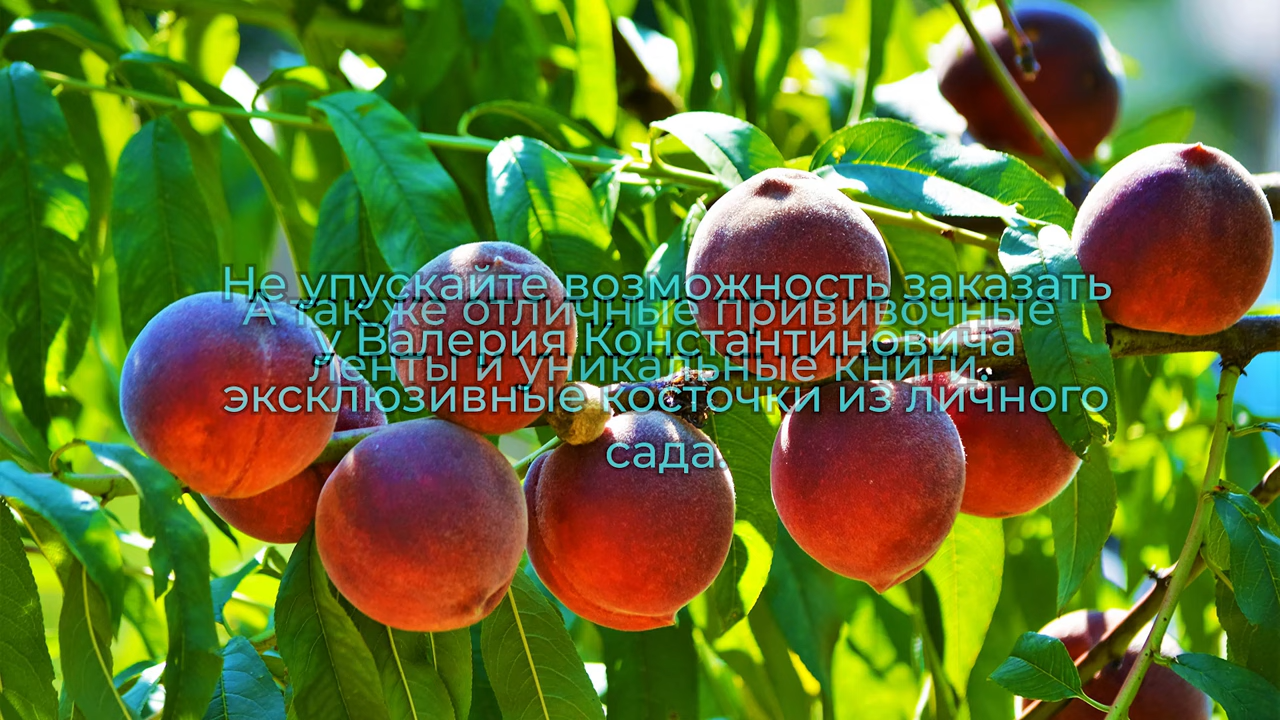 Не упускайте возможность заказать
А так же отличные прививочные
у Валерия Константиновича
ленты и уникальные книги.
эксклюзивные косточки из личного
сада.